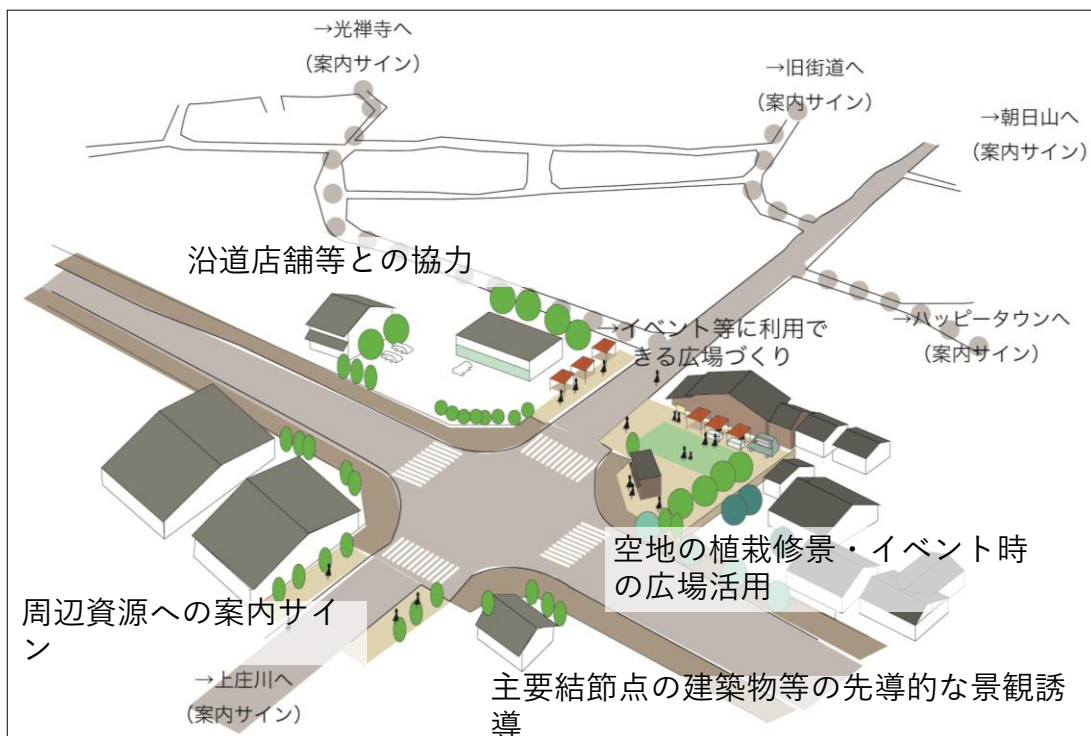 →光禅寺へ
（案内サイン）
→旧街道へ
（案内サイン）
→朝日山へ
（案内サイン）
沿道店舗等との協力
→イベント等に利用で
きる広場づくり
→ハッピータウンへ
（案内サイン）
空地の植栽修景・イベント時
の広場活用
周辺資源への案内サイ
ン
→上庄川へ
（案内サイン）
主要結節点の建築物等の先導的な景観誘
導